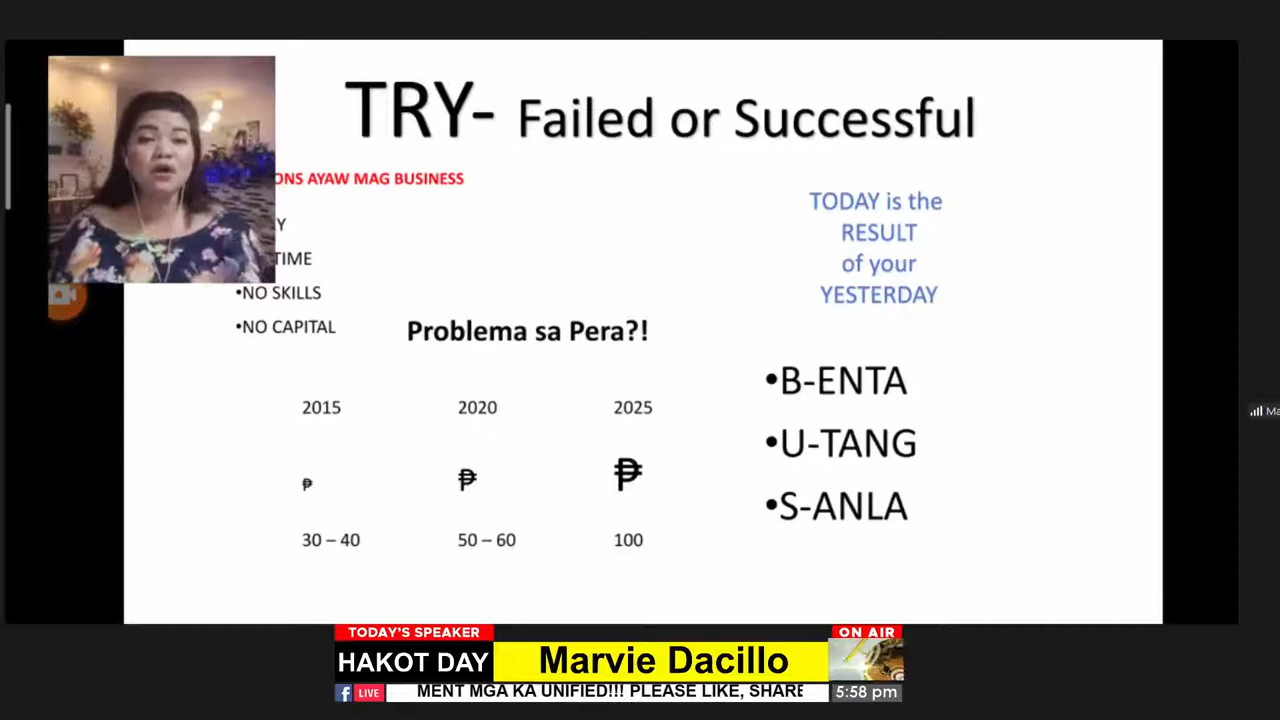 TRY- Failed or Successful
ONS AYAW MAG BUSINESS
Y
TIME
•NO SKILLS
•NO CAPITAL
Problema sa Pera?!
2015 2020 2025
₱ ₱ ₱
30 – 40 50 – 60 100
TODAY is the
RESULT
of your
YESTERDAY
•B-ENTA
•U-TANG
•S-ANLA
Ma
TODAY'S SPEAKER
ON AIR
HAKOT DAY
Marvie Dacillo
f LIVE
MENT MGA KA UNIFIED!!! PLEASE LIKE, SHARE
5:58 pm